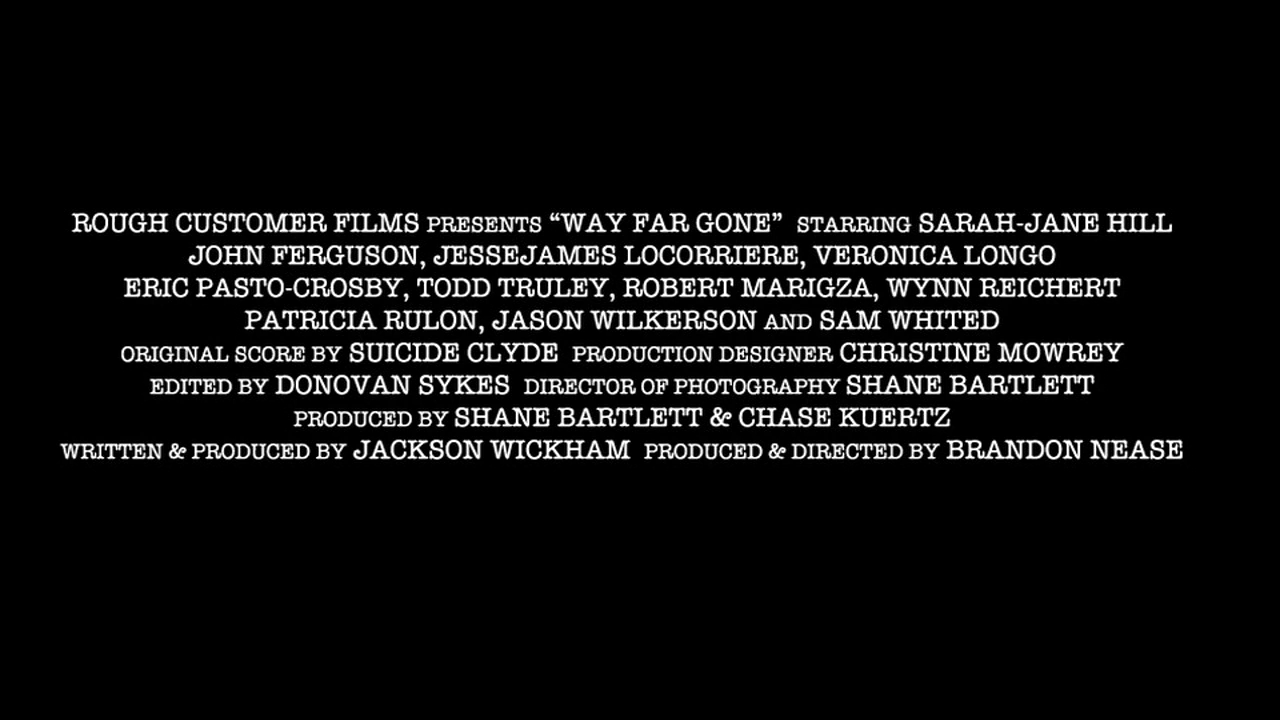 ROUGH CUSTOMER FILMS PRESENTS “WAY FAR GONE” STARRING SARAH-JANE HILL
JOHN FERGUSON, JESSEJAMES LOCORRIERE, VERONICA LONGO
ERIC PASTO-CROSBY, TODD TRULEY, ROBERT MARIGZA, WYNN REICHERT
PATRICIA RULON, JASON WILKERSON AND SAM WHITED
ORIGINAL SCORE BY SUICIDE CLYDE PRODUCTION DESIGNER CHRISTINE MOWREY
EDITED BY DONOVAN SYKES DIRECTOR OF PHOTOGRAPHY SHANE BARTLETT
PRODUCED BY SHANE BARTLETT & CHASE KUERTZ
WRITTEN & PRODUCED BY JACKSON WICKHAM PRODUCED & DIRECTED BY BRANDON NEASE